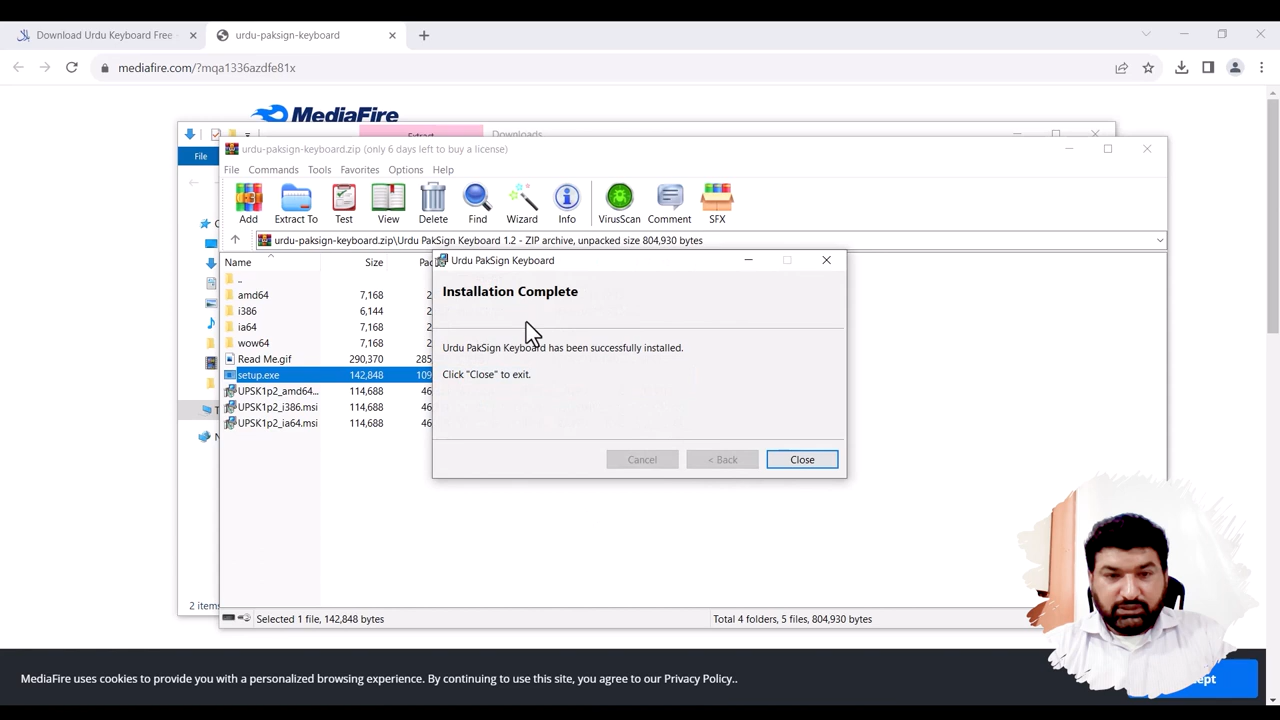 Download Urdu Keyboard Free
urdu-paksign-keyboard
mediafire.com/?mqa1336azdfe81x
MediaFire
Extract
Downloads
File
urdu-paksign-keyboard.zip (only 6 days left to buy a license)
File Commands Tools Favorites Options Help
Add Extract To Test View Delete Find Wizard Info VirusScan Comment SFX
urdu-paksign-keyboard.zip\Urdu PakSign Keyboard 1.2 - ZIP archive, unpacked size 804,930 bytes
Name Size
..
amd64 7,168
i386 6,144
ia64 7,168
wow64 7,168
Read Me.gif 290,370
setup.exe 142,848
UPSK1p2_amd64... 114,688
UPSK1p2_i386.msi 114,688
UPSK1p2_ia64.msi 114,688
Urdu PakSign Keyboard
Installation Complete
Urdu PakSign Keyboard has been successfully installed.
Click "Close" to exit.
Cancel < Back Close
2 items
Selected 1 file, 142,848 bytes
Total 4 folders, 5 files, 804,930 bytes
MediaFire uses cookies to provide you with a personalized browsing experience. By continuing to use this site, you agree to our Privacy Policy..